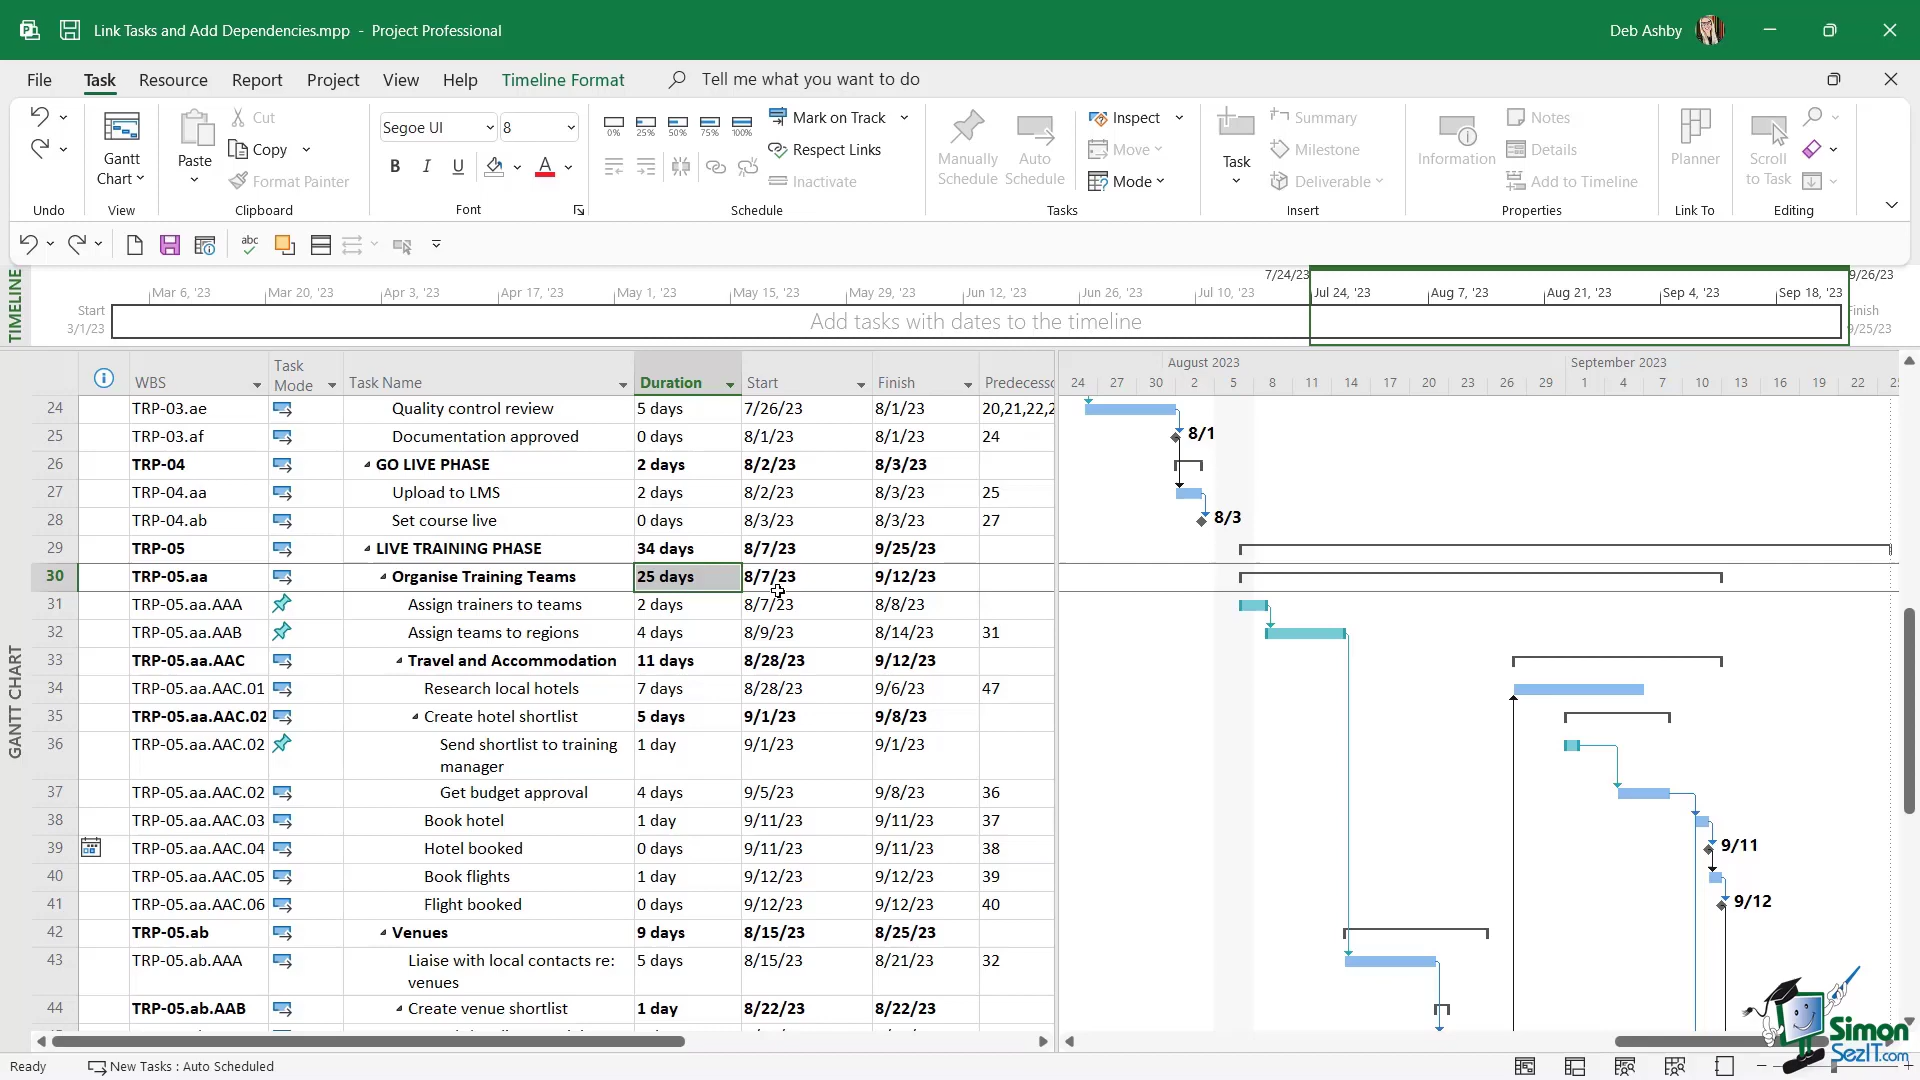 Link Tasks and Add Dependencies.mpp - Project Professional
Deb Ashby
File Task Resource Report Project View Help Timeline Format Tell me what you want to do
Gantt Chart
Paste
Cut
Copy
Format Painter
Segoe UI 8
B I U A
0% 25% 50% 75% 100%
Mark on Track
Respect Links
Inactivate
Manually Schedule
Auto Schedule
Inspect
Move
Mode
Task
Summary
Milestone
Deliverable
Information
Notes
Details
Add to Timeline
Planner
Scroll to Task
Undo View Clipboard Font Schedule Tasks Insert Properties Link To Editing
abc
TIMELINE
7/24/23 9/26/23
Mar 6, '23 Mar 20, '23 Apr 3, '23 Apr 17, '23 May 1, '23 May 15, '23 May 29, '23 Jun 12, '23 Jun 26, '23 Jul 10, '23 Jul 24, '23 Aug 7, '23 Aug 21, '23 Sep 4, '23 Sep 18, '23
Start
3/1/23
Add tasks with dates to the timeline
Finish
9/25/23
GANTT CHART
WBS Task Mode Task Name Duration Start Finish Predecesso
August 2023 September 2023
24 27 30 2 5 8 11 14 17 20 23 26 29 1 4 7 10 13 16 19 22 25
24 TRP-03.ae Quality control review 5 days 7/26/23 8/1/23 20,21,22,2
25 TRP-03.af Documentation approved 0 days 8/1/23 8/1/23 24 8/1
26 TRP-04 GO LIVE PHASE 2 days 8/2/23 8/3/23
27 TRP-04.aa Upload to LMS 2 days 8/2/23 8/3/23 25
28 TRP-04.ab Set course live 0 days 8/3/23 8/3/23 27 8/3
29 TRP-05 LIVE TRAINING PHASE 34 days 8/7/23 9/25/23
30 TRP-05.aa Organise Training Teams 25 days 8/7/23 9/12/23
31 TRP-05.aa.AAA Assign trainers to teams 2 days 8/7/23 8/8/23
32 TRP-05.aa.AAB Assign teams to regions 4 days 8/9/23 8/14/23 31
33 TRP-05.aa.AAC Travel and Accommodation 11 days 8/28/23 9/12/23
34 TRP-05.aa.AAC.01 Research local hotels 7 days 8/28/23 9/6/23 47
35 TRP-05.aa.AAC.02 Create hotel shortlist 5 days 9/1/23 9/8/23
36 TRP-05.aa.AAC.02 Send shortlist to training manager 1 day 9/1/23 9/1/23
37 TRP-05.aa.AAC.02 Get budget approval 4 days 9/5/23 9/8/23 36
38 TRP-05.aa.AAC.03 Book hotel 1 day 9/11/23 9/11/23 37
39 TRP-05.aa.AAC.04 Hotel booked 0 days 9/11/23 9/11/23 38 9/11
40 TRP-05.aa.AAC.05 Book flights 1 day 9/12/23 9/12/23 39
41 TRP-05.aa.AAC.06 Flight booked 0 days 9/12/23 9/12/23 40 9/12
42 TRP-05.ab Venues 9 days 8/15/23 8/25/23
43 TRP-05.ab.AAA Liaise with local contacts re: venues 5 days 8/15/23 8/21/23 32
44 TRP-05.ab.AAB Create venue shortlist 1 day 8/22/23 8/22/23
Simon
SezIT.com
Ready New Tasks : Auto Scheduled